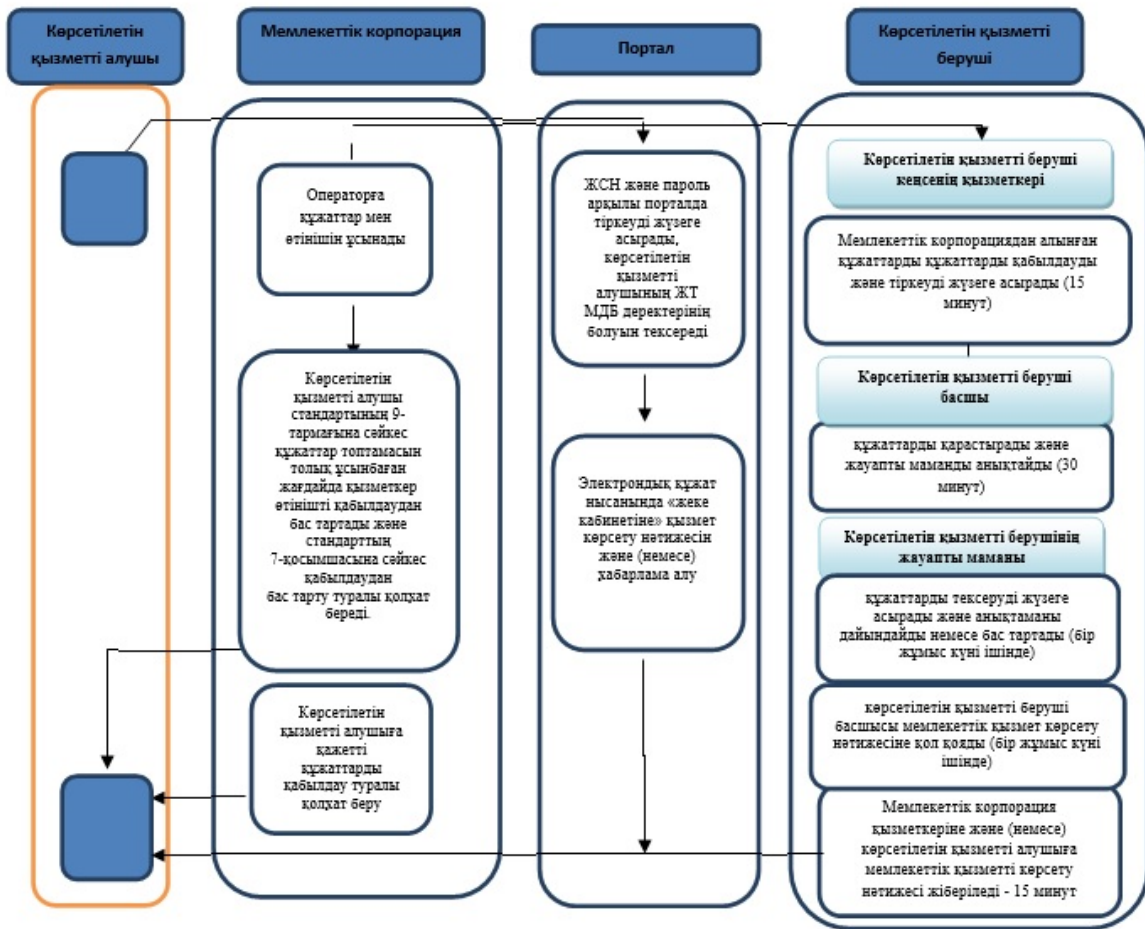 Көрсетілетін
қызметті алушы
Мемлекеттік корпорация
Портал
Көрсетілетін қызметті
беруші
Операторға
құжаттар мен
өтінішін ұсынады
Көрсетілетін
қызметті алушы
стандартының 9-
тармағына сәйкес
құжаттар топтамасын
толық ұсынбаған
жағдайда қызметкер
өтінішті қабылдаудан
бас тартады және
стандарттың
7-қосымшасына сәйкес
қабылдаудан
бас тарту туралы қолхат
береді.
Көрсетілетін
қызметті алушыға
қажетті
құжаттарды
қабылдау туралы
қолхат беру
ЖСН және пароль
арқылы порталда
тіркеуді жүзеге
асырады,
көрсетілетін
қызметті
алушының ЖТ
МДБ деректерінің
болуын тексереді
Электрондық құжат
нысанында «жеке
кабинетіне» қызмет
көрсету нәтижесін
және (немесе)
хабарлама алу
Көрсетілетін қызметті беруші
кеңсенің қызметкері
Мемлекеттік корпорациядан алынған
құжаттарды құжаттарды қабылдауды
және тіркеуді жүзеге асырады (15
минут)
Көрсетілетін қызметті беруші
басшы
құжаттарды қарастырады және
жауапты маманды анықтайды (30
минут)
Көрсетілетін қызметті берушінің
жауапты маманы
құжаттарды тексеруді жүзеге
асырады және анықтаманы
дайындайды немесе бас тартады (бір
жұмыс күні ішінде)
көрсетілетін қызметті беруші
басшысы мемлекеттік қызмет көрсету
нәтижесіне қол қояды (бір жұмыс күні
ішінде)
Мемлекеттік корпорация
қызметкеріне және (немесе)
көрсетілетін қызметті алушыға
мемлекеттік қызметті көрсету
нәтижесі жіберіледі - 15 минут